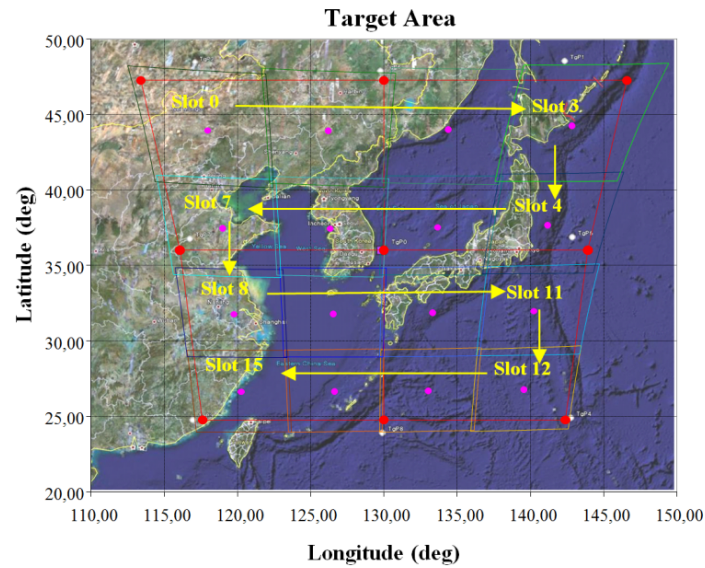 Target Area
50,00
45,00
40,00
35,00
30,00
25,00
20,00
Latitude (deg)
Slot 0
Slot 3
Slot 7
Slot 4
Slot 8
Slot 11
Slot 15
Slot 12
TgP0
TgP4
110,00
115,00
120,00
125,00
130,00
135,00
140,00
145,00
150,00
Longitude (deg)